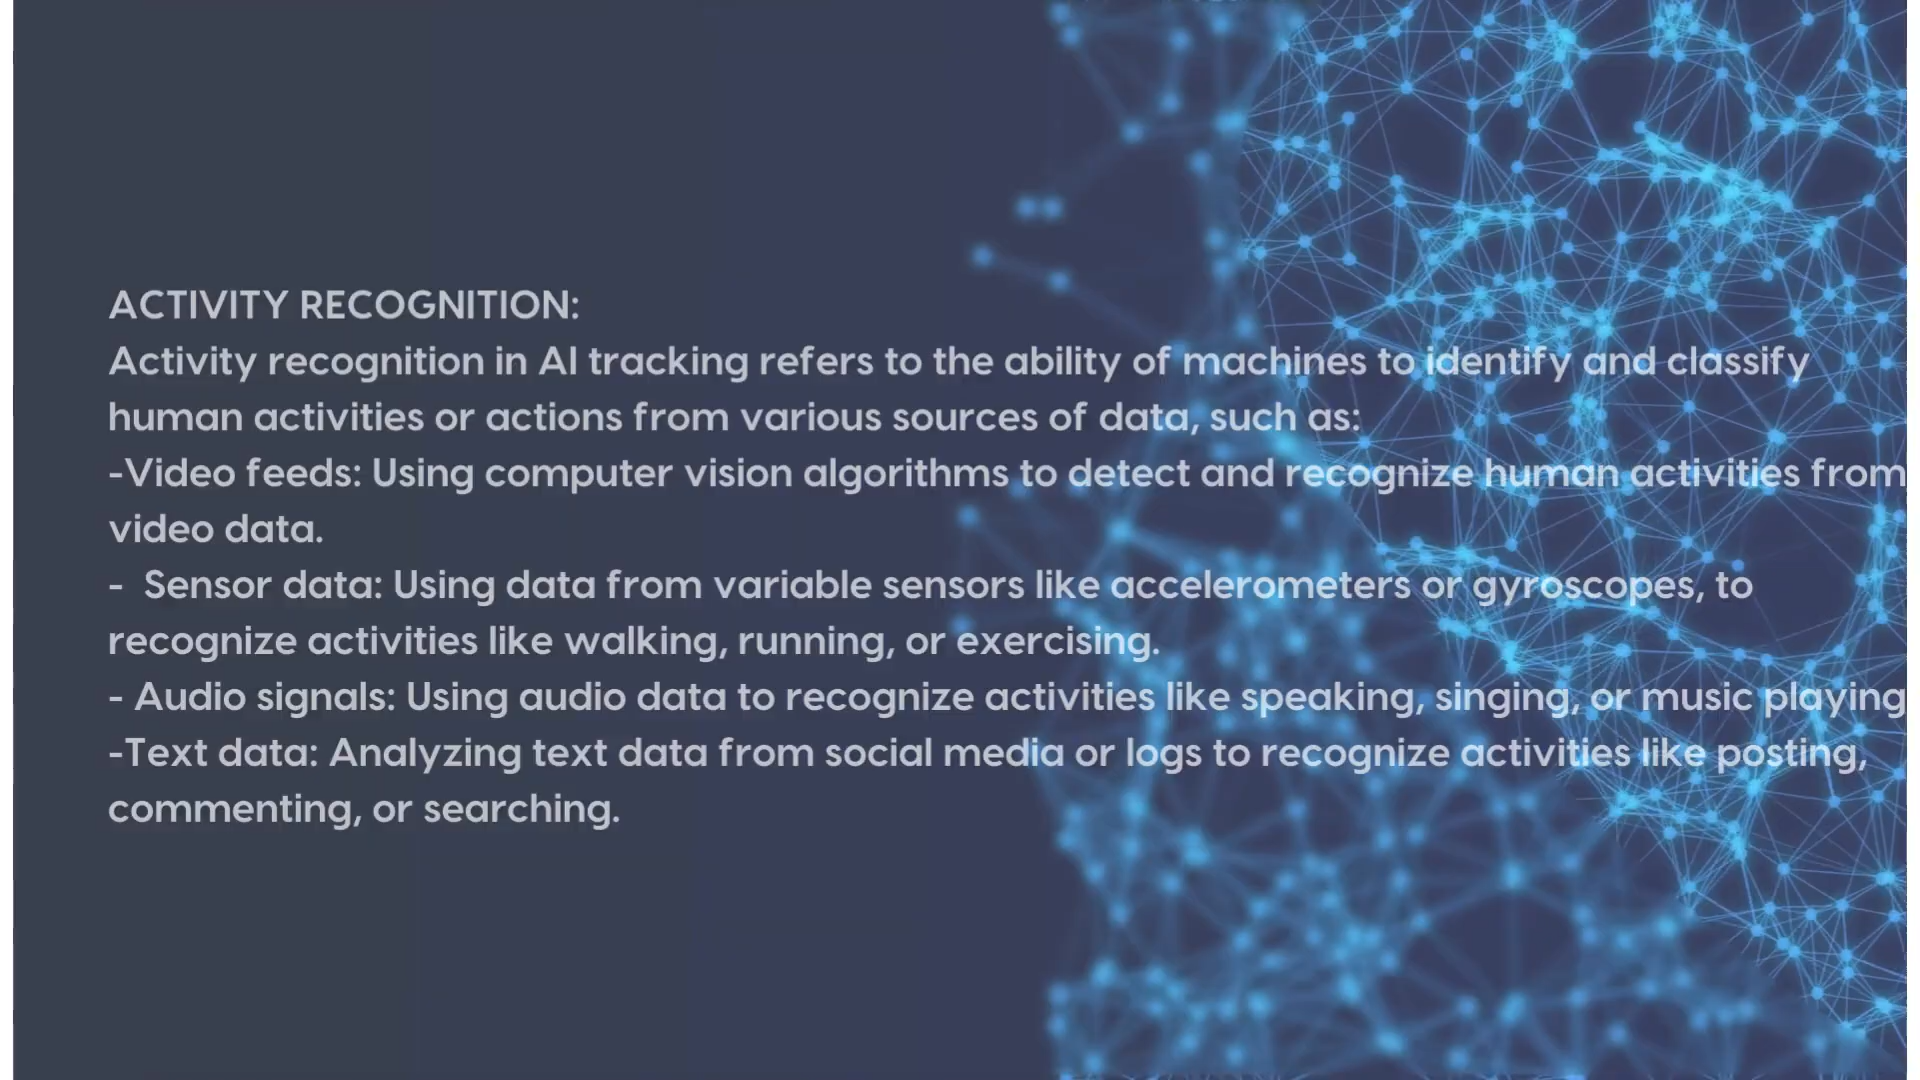 ACTIVITY RECOGNITION:
Activity recognition in AI tracking refers to the ability of machines to identify and classify
human activities or actions from various sources of data, such as:
-Video feeds: Using computer vision algorithms to detect and recognize human activities from
video data.
-  Sensor data: Using data from variable sensors like accelerometers or gyroscopes, to
recognize activities like walking, running, or exercising.
- Audio signals: Using audio data to recognize activities like speaking, singing, or music playing
-Text data: Analyzing text data from social media or logs to recognize activities like posting,
commenting, or searching.